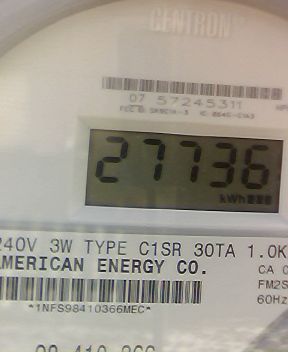 CENTRON
07 57245311
27736
kWh
240V 3W TYPE C1SR 30TA 1.0K
AMERICAN ENERGY CO.
CA 0
FM2S
60Hz
*1NFS98410366MEC*